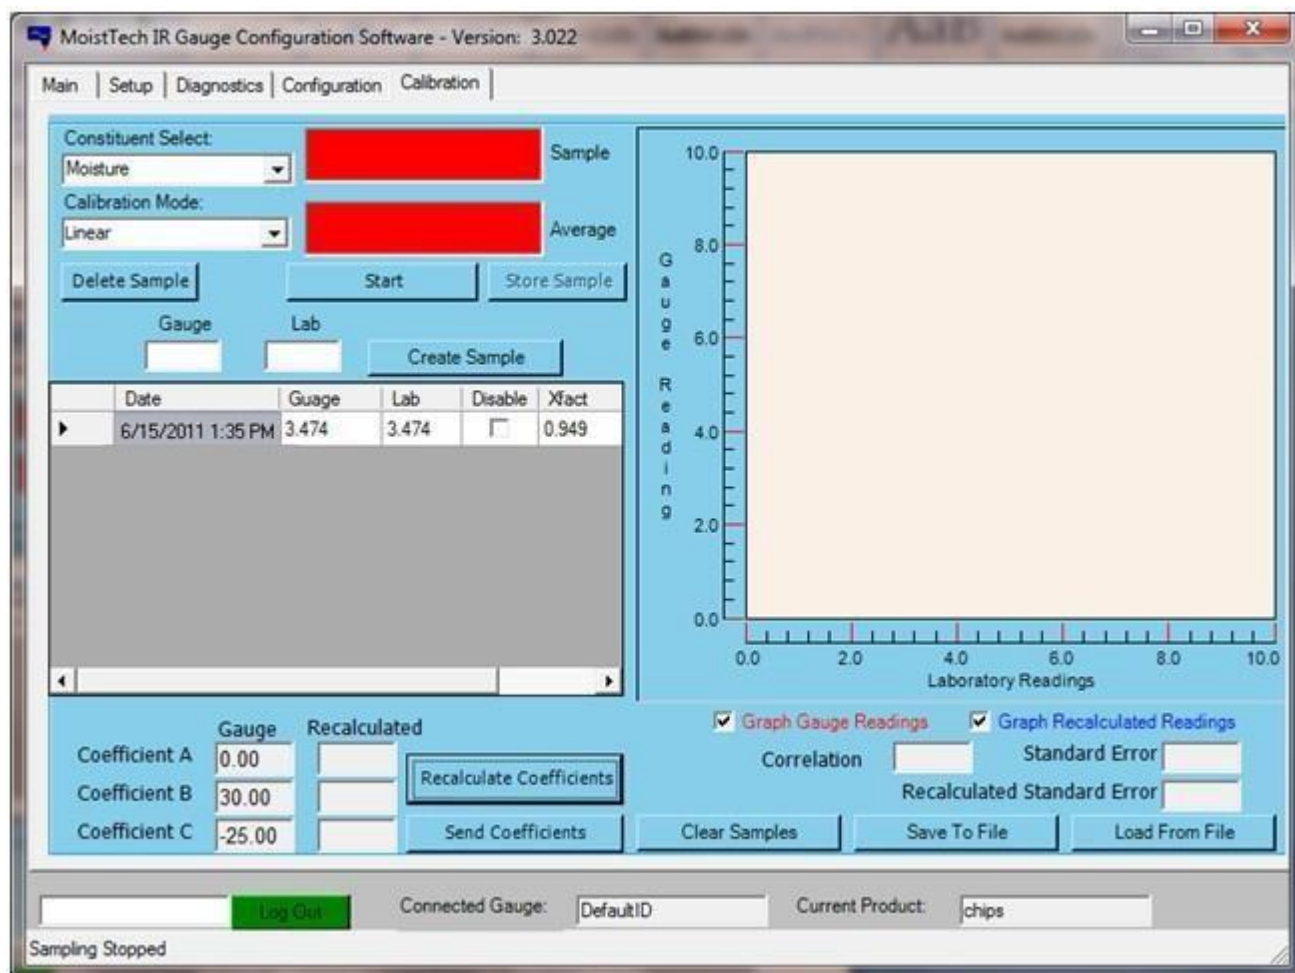 MoistTech IR Gauge Configuration Software - Version: 3.022
Main Setup Diagnostics Configuration Calibration
Constituent Select:
Moisture
Sample
Calibration Mode:
Linear
Average
Delete Sample Start Store Sample
Gauge Lab
Create Sample
Date Guage Lab Disable Xfact
6/15/2011 1:35 PM 3.474 3.474 0.949
Gauge Reading
10.0
8.0
6.0
4.0
2.0
0.0
0.0 2.0 4.0 6.0 8.0 10.0
Laboratory Readings
Graph Gauge Readings Graph Recalculated Readings
Correlation Standard Error
Recalculated Standard Error
Gauge Recalculated
Coefficient A 0.00
Coefficient B 30.00
Coefficient C -25.00
Recalculate Coefficients
Send Coefficients Clear Samples Save To File Load From File
Log Out Connected Gauge: DefaultID Current Product: chips
Sampling Stopped